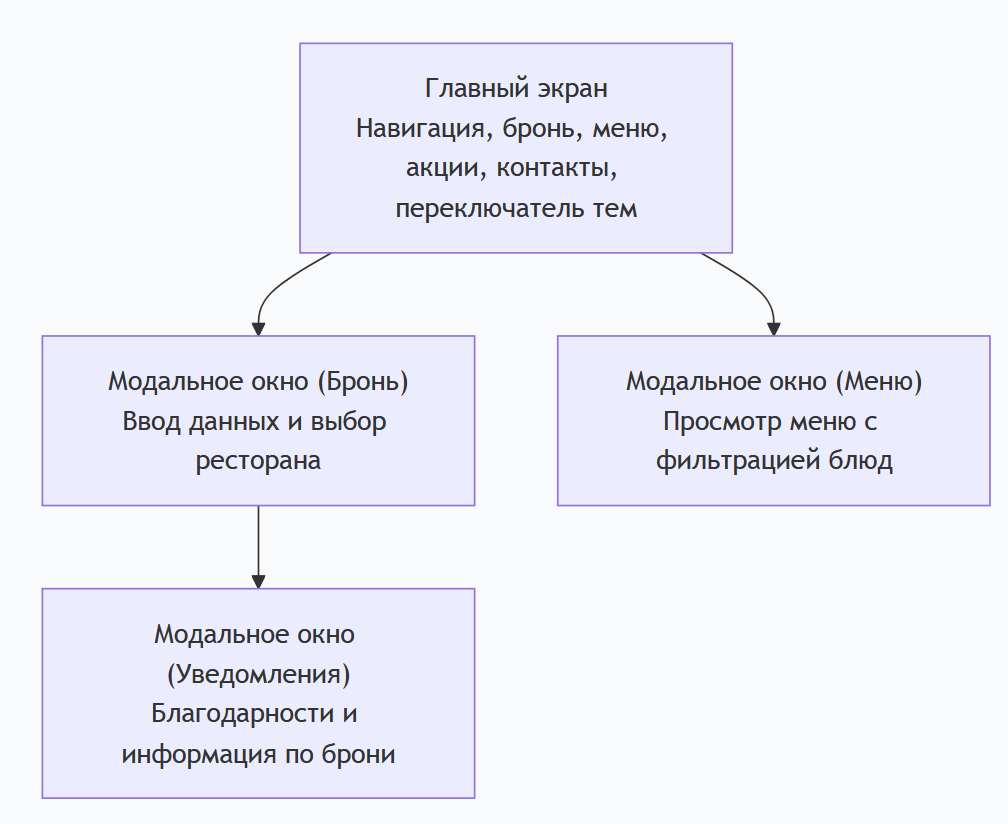 Главный экран
Навигация, бронь, меню,
акции, контакты,
переключатель тем
Модальное окно (Бронь)
Ввод данных и выбор
ресторана
Модальное окно (Меню)
Просмотр меню с
фильтрацией блюд
Модальное окно
(Уведомления)
Благодарности и
информация по брони